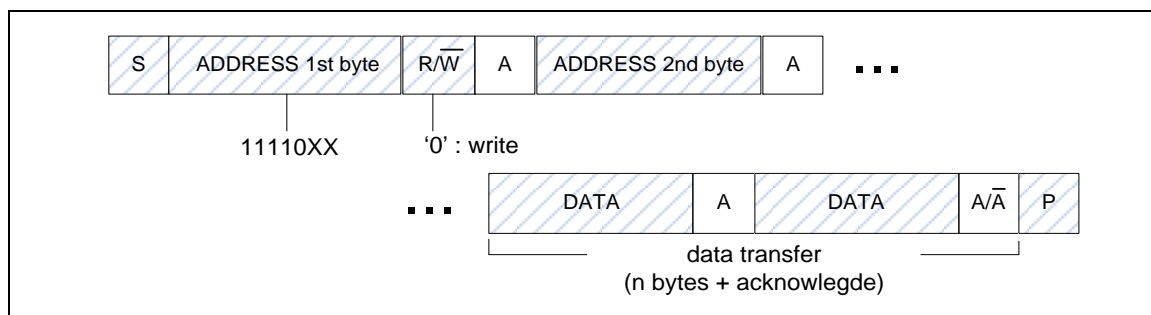 S ADDRESS 1st byte R/W̅ A ADDRESS 2nd byte A ...
11110XX '0' : write
... DATA A DATA A/A̅ P
data transfer
(n bytes + acknowlegde)